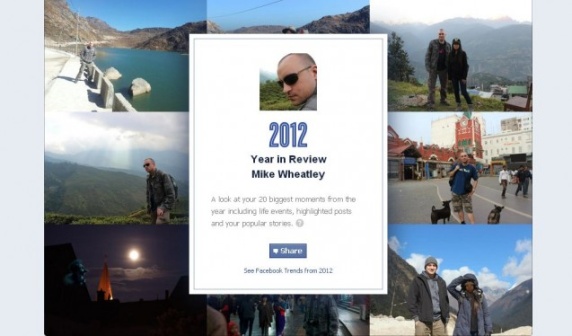 2012
Year in Review
Mike Wheatley
A look at your 20 biggest moments from the
year including life events, highlighted posts
and your popular stories.
Share
See Facebook Trends from 2012